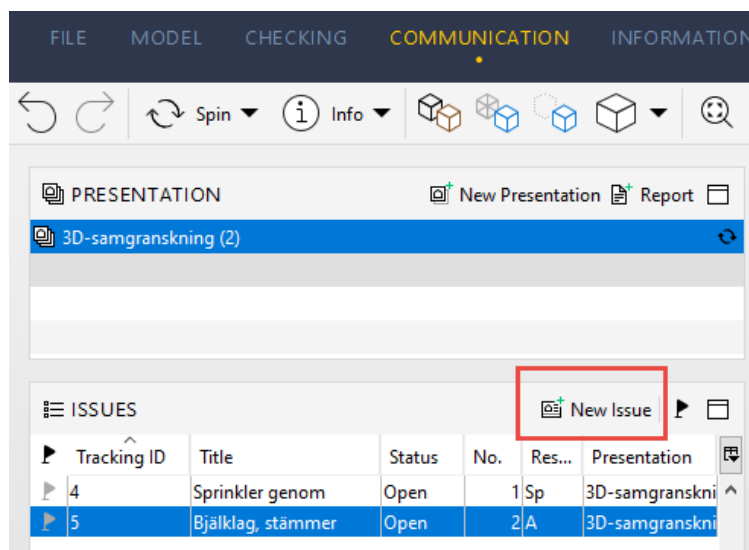 FILE MODEL CHECKING COMMUNICATION INFORMATION
Spin Info
PRESENTATION New Presentation Report
3D-samgranskning (2)
ISSUES New Issue
Tracking ID Title Status No. Res... Presentation
4 Sprinkler genom Open 1 Sp 3D-samgranskni
5 Bjälklag, stämmer Open 2 A 3D-samgranskni